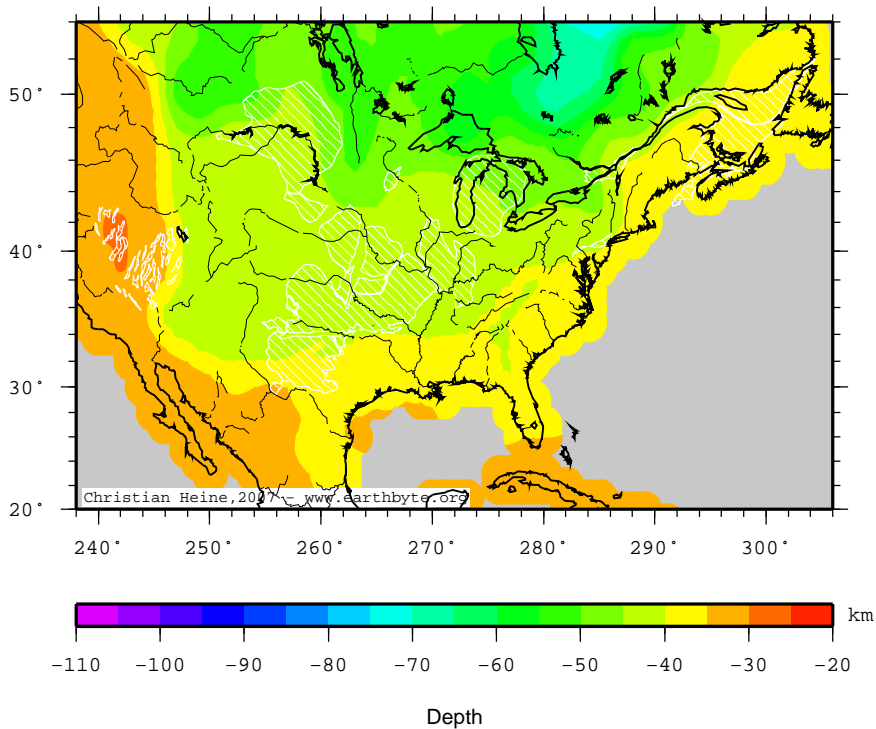 50°
40°
30°
20°
Christian Heine,2007 – www.earthbyte.org
240° 250° 260° 270° 280° 290° 300°
km
−110 −100 −90 −80 −70 −60 −50 −40 −30 −20
Depth